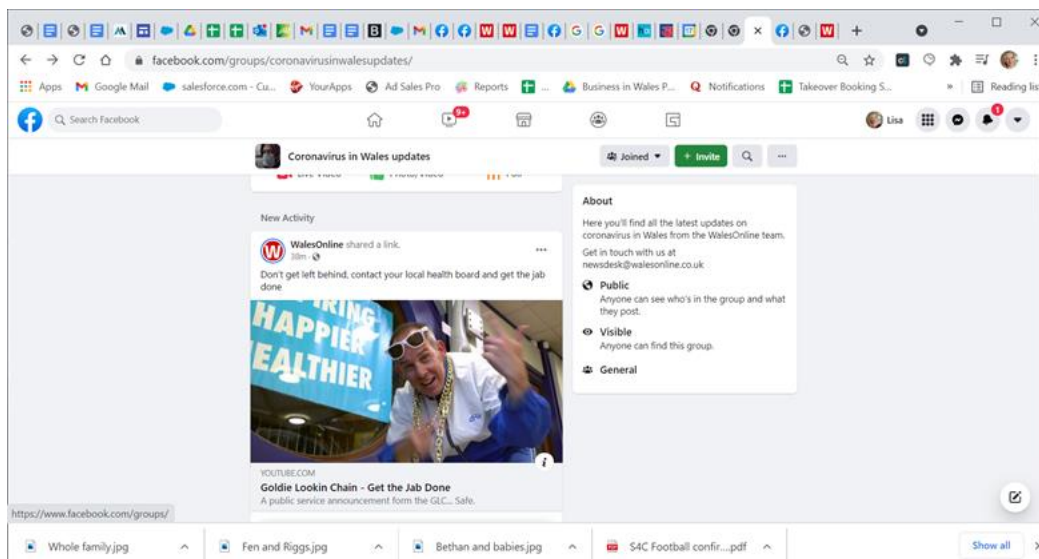 facebook.com/groups/coronavirusinwalesupdates/
Apps Google Mail salesforce.com - Cu... YourApps Ad Sales Pro Reports ... Business in Wales P... Notifications Takeover Booking S... » Reading list
Search Facebook 9+ Lisa 1
Coronavirus in Wales updates Joined + Invite ...
Live Video Photo/Video Poll
New Activity
WalesOnline shared a link.
38m ·
Don't get left behind, contact your local health board and get the jab
done
HAPPIER
HEALTHIER
YOUTUBE.COM
Goldie Lookin Chain - Get the Jab Done
A public service announcement form the GLC... Safe.
About
Here you'll find all the latest updates on
coronavirus in Wales from the WalesOnline team.
Get in touch with us at
newsdesk@walesonline.co.uk
Public
Anyone can see who's in the group and what
they post.
Visible
Anyone can find this group.
General
https://www.facebook.com/groups/
Whole family.jpg Fen and Riggs.jpg Bethan and babies.jpg S4C Football confir....pdf Show all